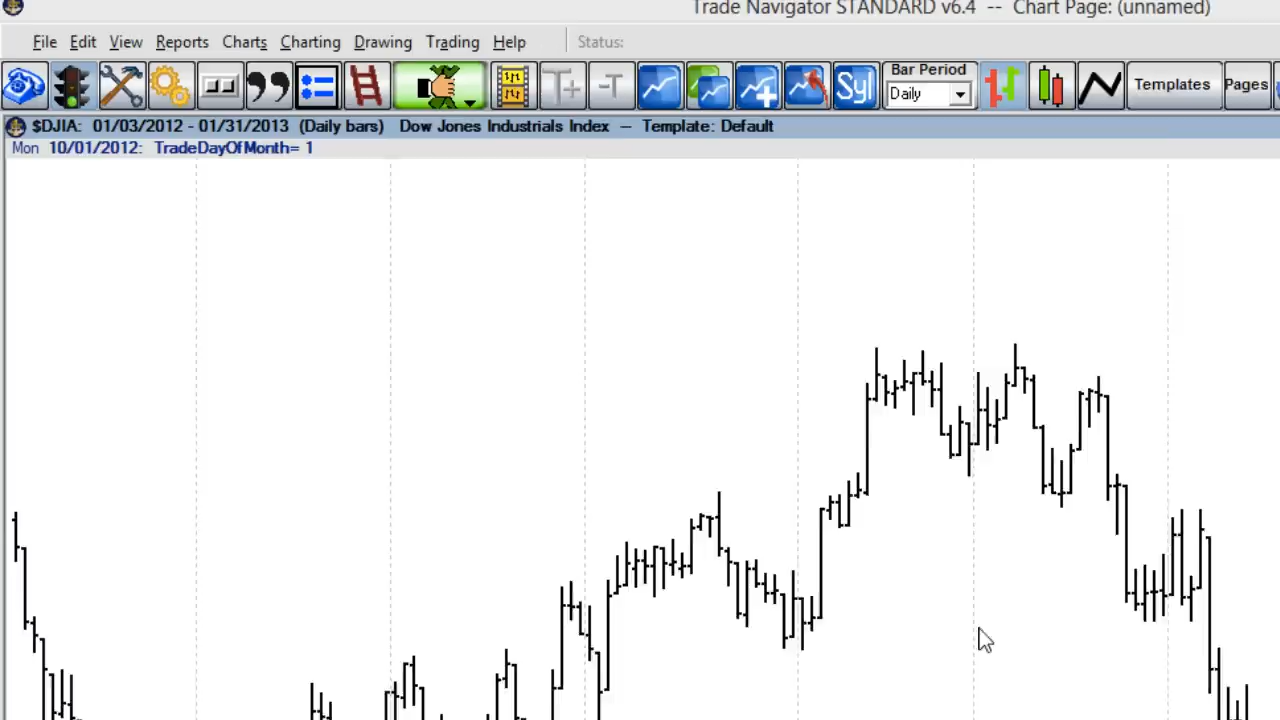 Trade Navigator STANDARD v6.4 -- Chart Page: (unnamed)
File Edit View Reports Charts Charting Drawing Trading Help Status:
T+ -T Syl Bar Period Daily Templates Pages
$DJIA: 01/03/2012 - 01/31/2013 (Daily bars) Dow Jones Industrials Index — Template: Default
Mon 10/01/2012: TradeDayOfMonth= 1